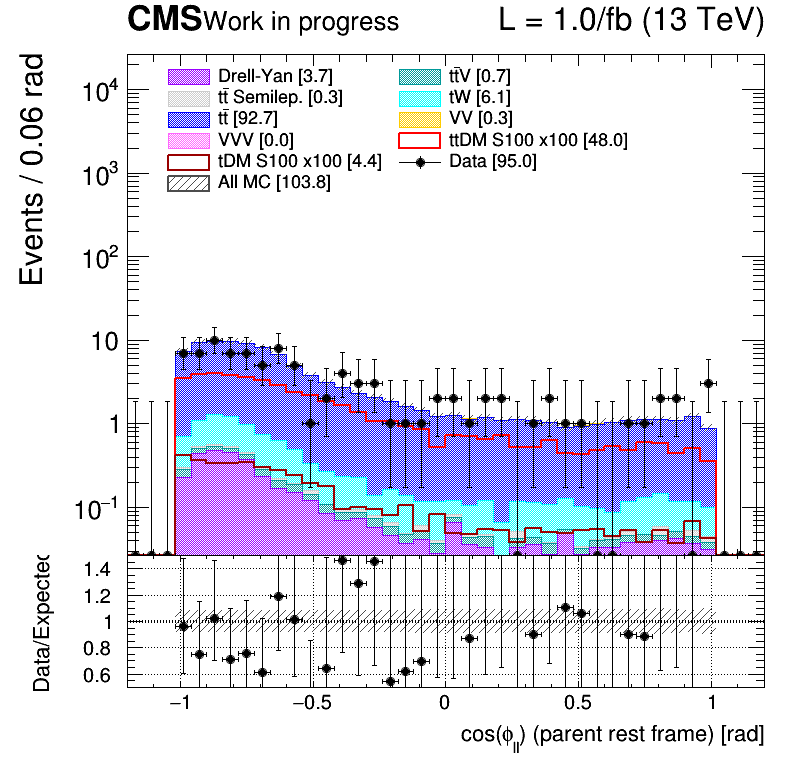 CMS Work in progress L = 1.0/fb (13 TeV)
Events / 0.06 rad
Drell-Yan [3.7] tt̄V [0.7]
tt̄ Semilep. [0.3] tW [6.1]
tt̄ [92.7] VV [0.3]
VVV [0.0] ttDM S100 x100 [48.0]
tDM S100 x100 [4.4] Data [95.0]
All MC [103.8]
10⁴
10³
10²
10
1
10⁻¹
Data/Expected
1.4
1.2
1
0.8
0.6
−1 −0.5 0 0.5 1
cos(ϕ_ll) (parent rest frame) [rad]